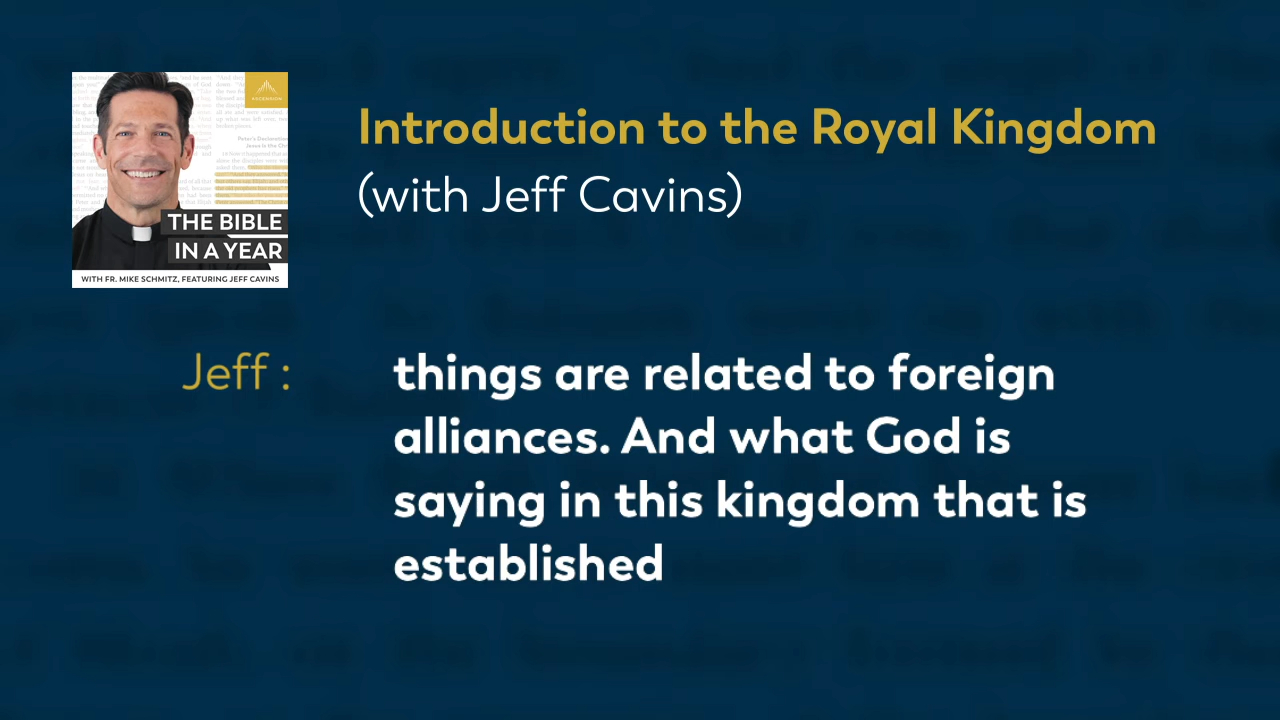 ASCENSION
THE BIBLE
IN A YEAR
WITH FR. MIKE SCHMITZ, FEATURING JEFF CAVINS
Introduction to the Royal Kingdom
(with Jeff Cavins)
Jeff :
things are related to foreign
alliances. And what God is
saying in this kingdom that is
established